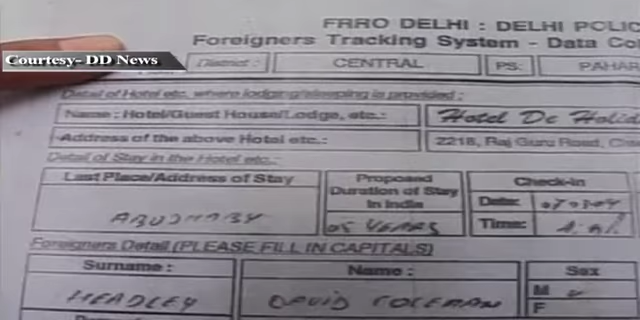 FRRO DELHI : DELHI POLIC
Foreigners Tracking System - Data Co
Courtesy- DD News
District : CENTRAL PS: PAHAR
Detail of Hotel etc. where lodging/sleeping is provided :
Name : Hotel/Guest House/Lodge, etc.: Hotel De Holid
Address of the above Hotel etc.: 2218, Raj Guru Road, Ch
Detail of Stay in the Hotel etc.:
Last Place/Address of Stay Proposed Duration of Stay In India Check-in
ABUDHABY 05 YEARS Date:
Time:
Foreigners Detail (PLEASE FILL IN CAPITALS)
Surname : Name : Sex
HEADLEY DAVID COLEMAN M
F